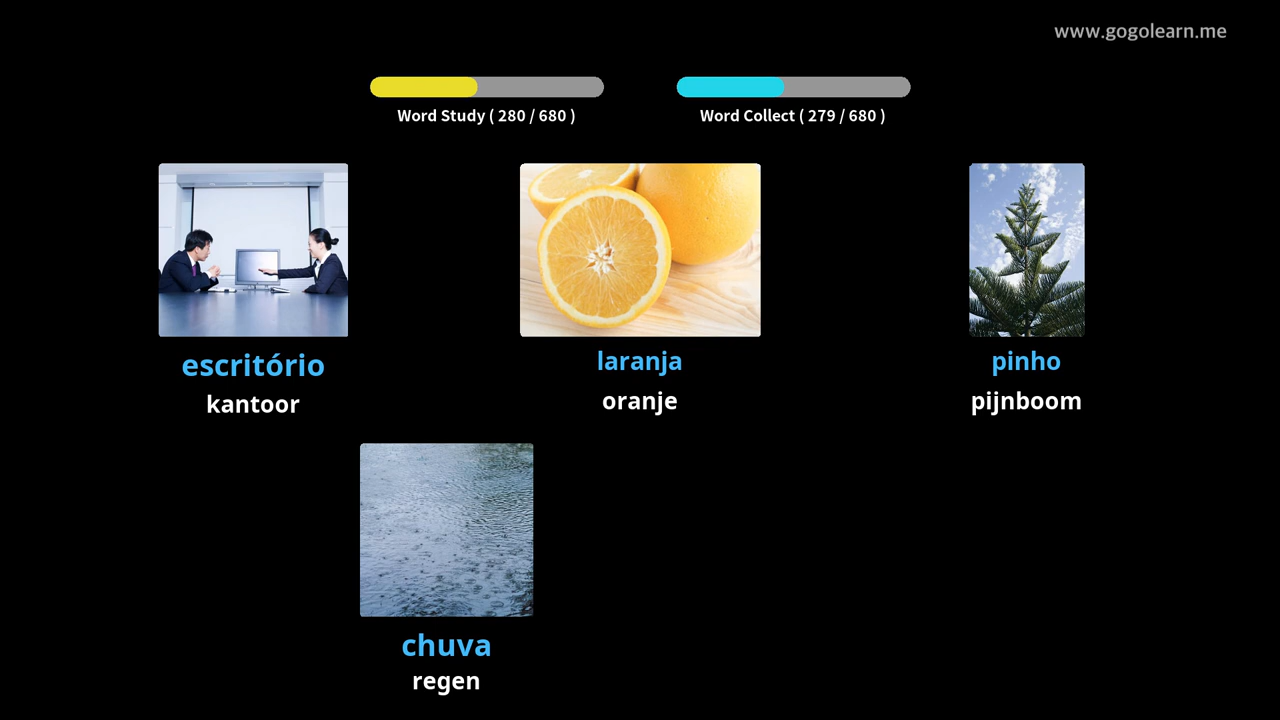 www.gogolearn.me
Word Study ( 280 / 680 )
Word Collect ( 279 / 680 )
escritório
kantoor
laranja
oranje
pinho
pijnboom
chuva
regen